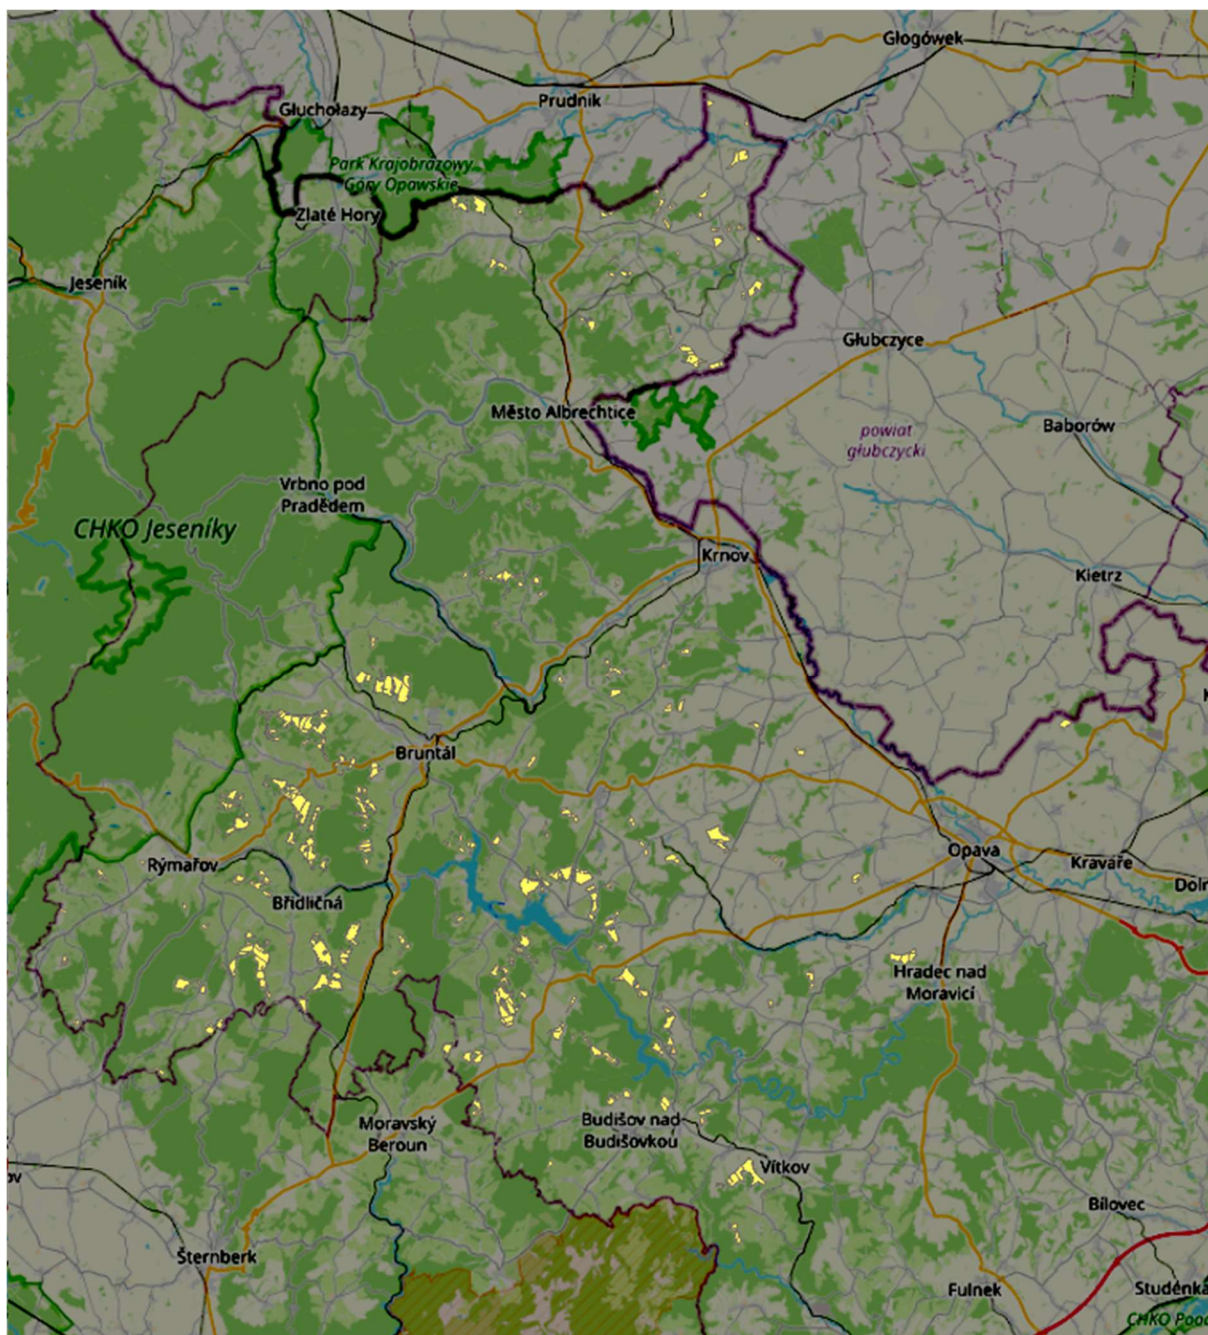 Głogówek
Prudnik
Głuchołazy
Park Krajobrazowy
Góry Opawskie
Zlaté Hory
Jeseník
Głubczyce
Město Albrechtice
Baborów
powiat
głubczycki
Vrbno pod
Pradědem
CHKO Jeseníky
Krnov
Kietrz
Bruntál
Rýmařov
Opava
Kravaře
Břidličná
Hradec nad
Moravicí
Moravský
Beroun
Budišov nad
Budišovkou
Vítkov
Bílovec
Šternberk
Fulnek
Studénka